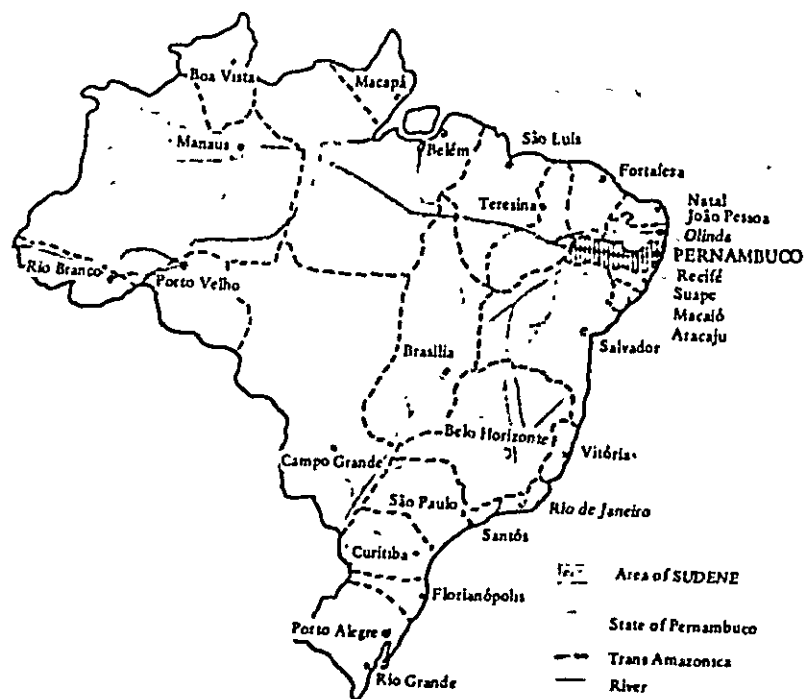 Boa Vista
Macapá
Manaus
Belém
São Luís
Fortalesa
Teresina
Natal
João Pessoa
Olinda
PERNAMBUCO
Recifé
Suape
Macaió
Aracaju
Salvador
Rio Branco
Porto Velho
Brasília
Belo Horizonte
Vitória
Campo Grande
São Paulo
Rio de Janeiro
Santós
Curitiba
Florianópolis
Porto Alegre
Rio Grande
Area of SUDENE
State of Pernambuco
Trans Amazonica
River